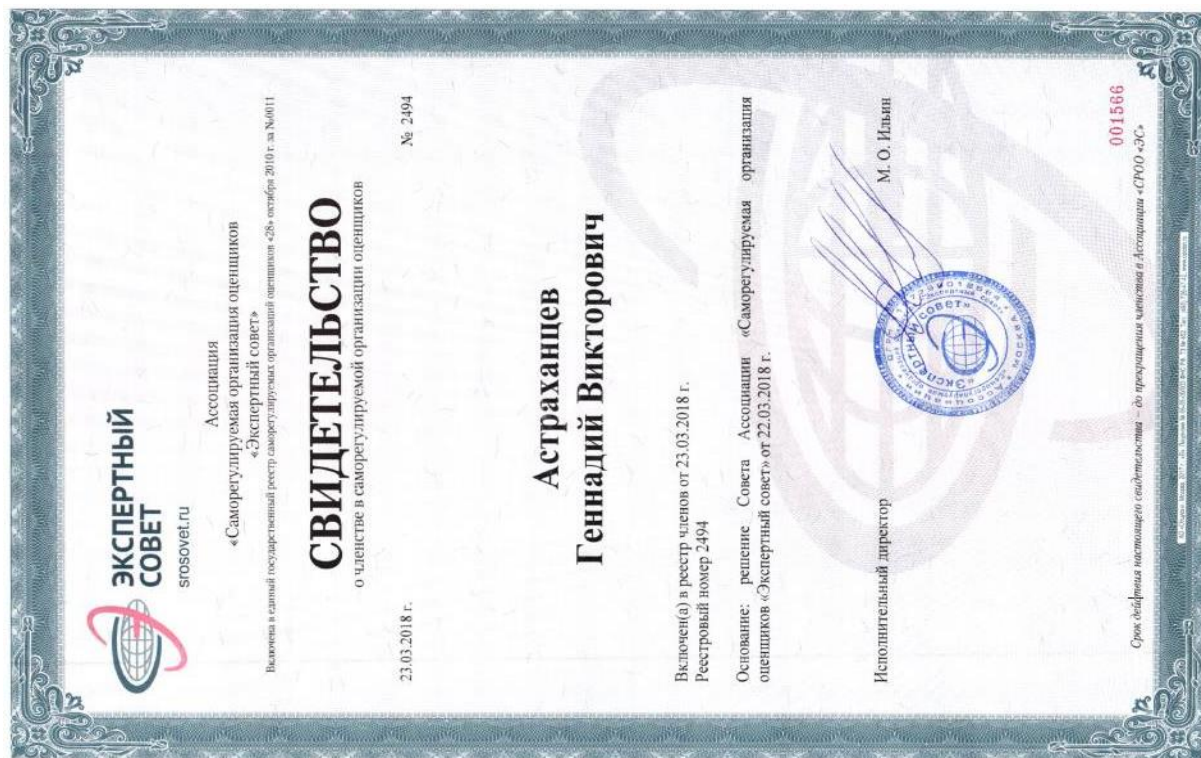 ЭКСПЕРТНЫЙ
СОВЕТ
srosovet.ru
Ассоциация
«Саморегулируемая организация оценщиков
«Экспертный совет»
Включена в единый государственный реестр саморегулируемых организаций оценщиков «28» октября 2010 г. за №0011
СВИДЕТЕЛЬСТВО
о членстве в саморегулируемой организации оценщиков
23.03.2018 г. № 2494
Астраханцев
Геннадий Викторович
Включен(а) в реестр членов от 23.03.2018 г.
Реестровый номер 2494
Основание: решение Совета Ассоциации «Саморегулируемая организация
оценщиков «Экспертный совет» от 22.03.2018 г.
Исполнительный директор М. О. Ильин
«Экспертный совет»
001566
Срок действия настоящего свидетельства – до прекращения членства в Ассоциации «СРОО «ЭС»